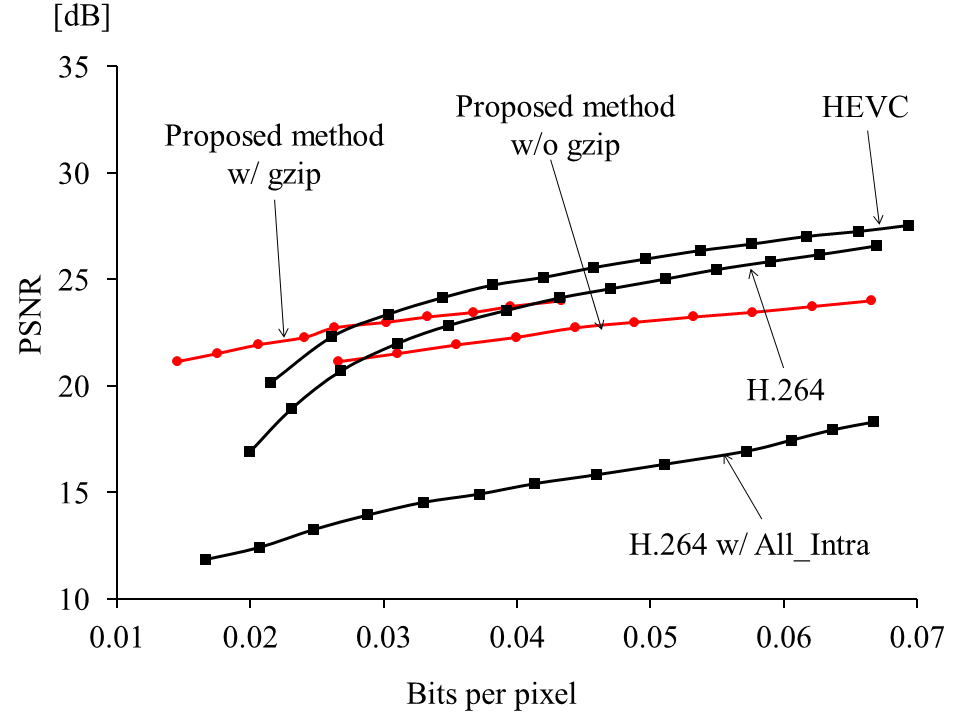 [dB]
35
30
25
20
15
10
PSNR
Proposed method
w/ gzip
Proposed method
w/o gzip
HEVC
H.264
H.264 w/ All_Intra
0.01
0.02
0.03
0.04
0.05
0.06
0.07
Bits per pixel